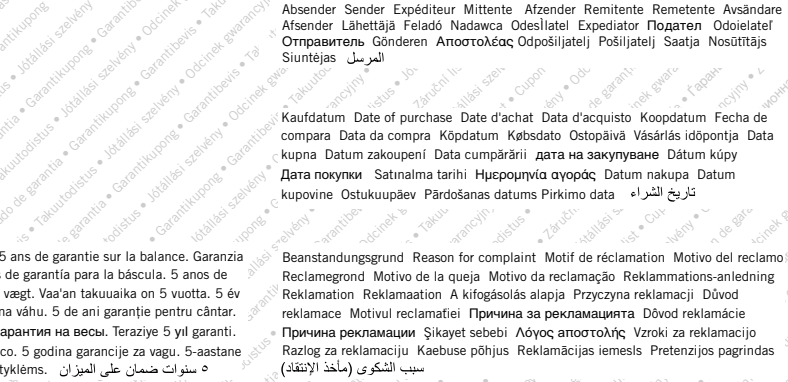 Absender Sender Expéditeur Mittente Afzender Remitente Remetente Avsändare
Afsender Lähettäjä Feladó Nadawca OdesÌlatel Expediator Подател Odoielateľ
Отправитель Gönderen Αποστολέας Odpošiljatelj Pošiljatelj Saatja Nosūtītājs
Siuntėjas المرسل
Kaufdatum Date of purchase Date d'achat Data d'acquisto Koopdatum Fecha de
compara Data da compra Köpdatum Købsdato Ostopäivä Vásárlás idöpontja Data
kupna Datum zakoupení Data cumpărării дата на закупуване Dátum kúpy
Дата покупки Satınalma tarihi Ημερομηνία αγοράς Datum nakupa Datum
kupovine Ostukuupäev Pārdošanas datums Pirkimo data تاريخ الشراء
5 ans de garantie sur la balance. Garanzia
de garantía para la báscula. 5 anos de
vægt. Vaa'an takuuaika on 5 vuotta. 5 év
na váhu. 5 de ani garanţie pentru cântar.
арантия на весы. Teraziye 5 yıl garanti.
co. 5 godina garancije za vagu. 5-aastane
tyklėms. ٥ سنوات ضمان على الميزان
Beanstandungsgrund Reason for complaint Motif de réclamation Motivo del reclamo
Reclamegrond Motivo de la queja Motivo da reclamação Reklammations-anledning
Reklamation Reklamaation A kifogásolás alapja Przyczyna reklamacji Důvod
reklamace Motivul reclamaťiei Причина за рекламацията Dôvod reklamácie
Причина рекламации Şikayet sebebi Λόγος αποστολής Vzroki za reklamacijo
Razlog za reklamaciju Kaebuse põhjus Reklamācijas iemesls Pretenzijos pagrindas
سبب الشكوى (مأخذ الإنتقاد)